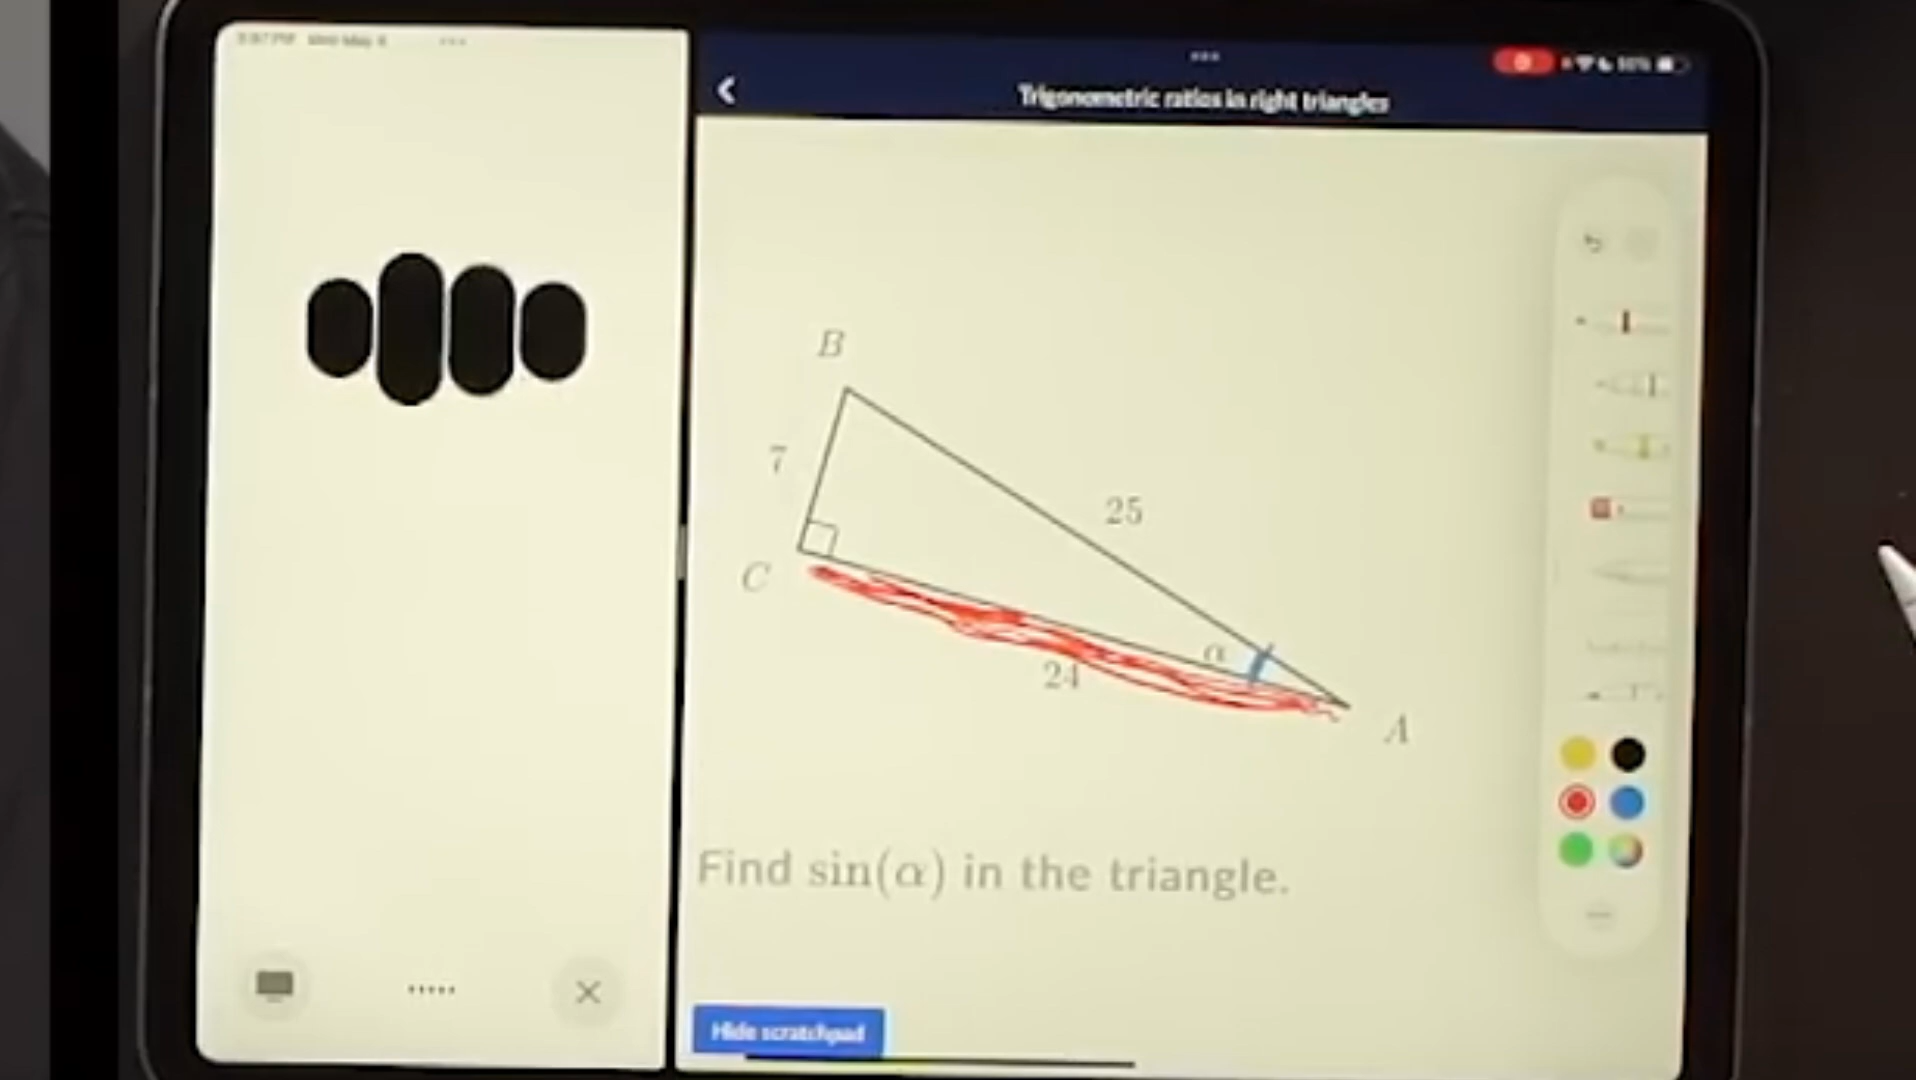 Trigonometric ratios in right triangles
B
7
25
C
α
24
A
Find sin(α) in the triangle.
Hide scratchpad